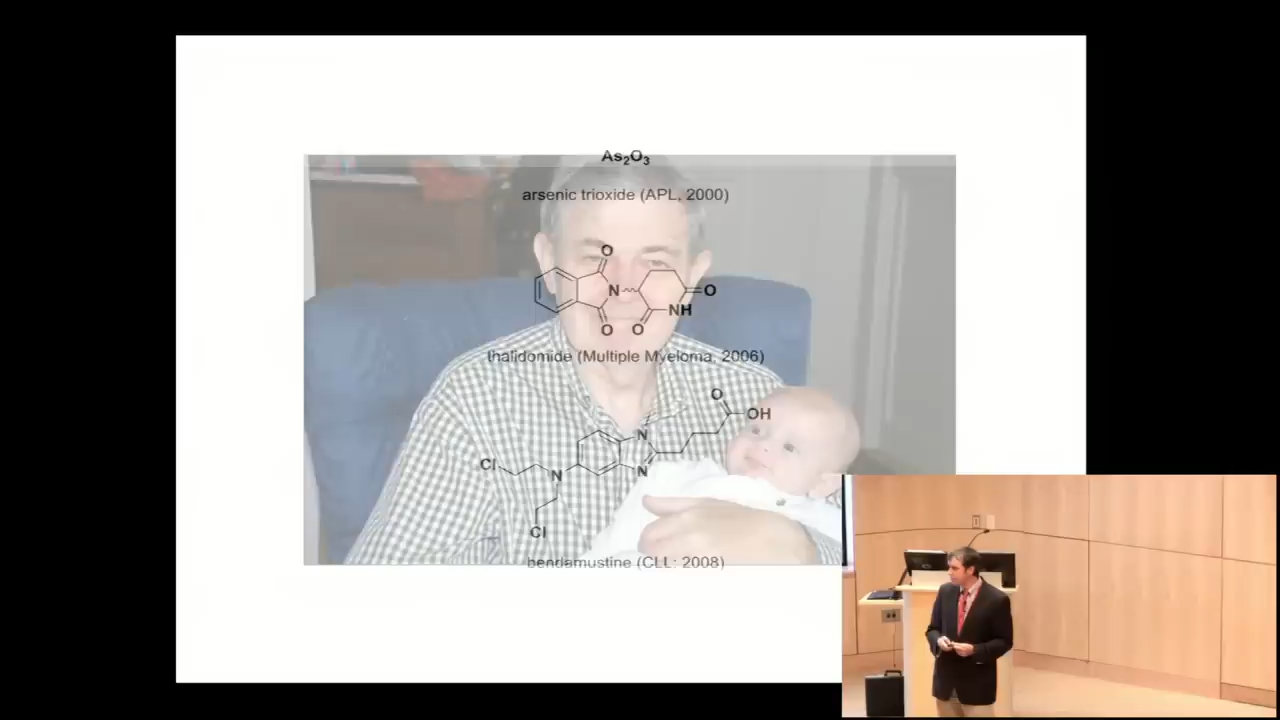 As₂O₃
arsenic trioxide (APL, 2000)
O
N
O
NH
O
O
thalidomide (Multiple Myeloma, 2006)
O
OH
N
Cl
N
N
Cl
bendamustine (CLL; 2008)